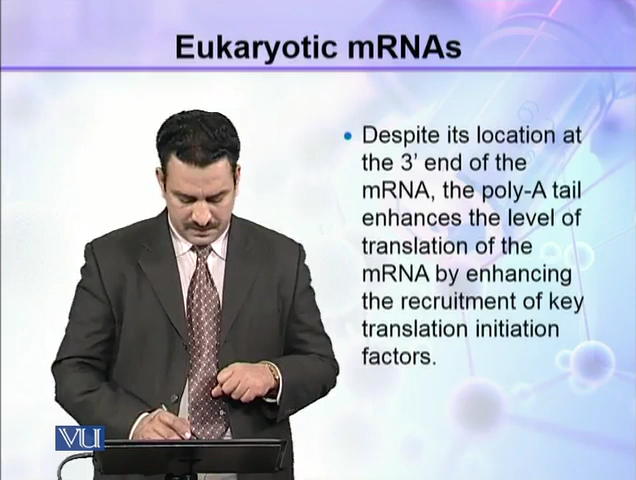 Eukaryotic mRNAs
• Despite its location at
the 3’ end of the
mRNA, the poly-A tail
enhances the level of
translation of the
mRNA by enhancing
the recruitment of key
translation initiation
factors.
VU